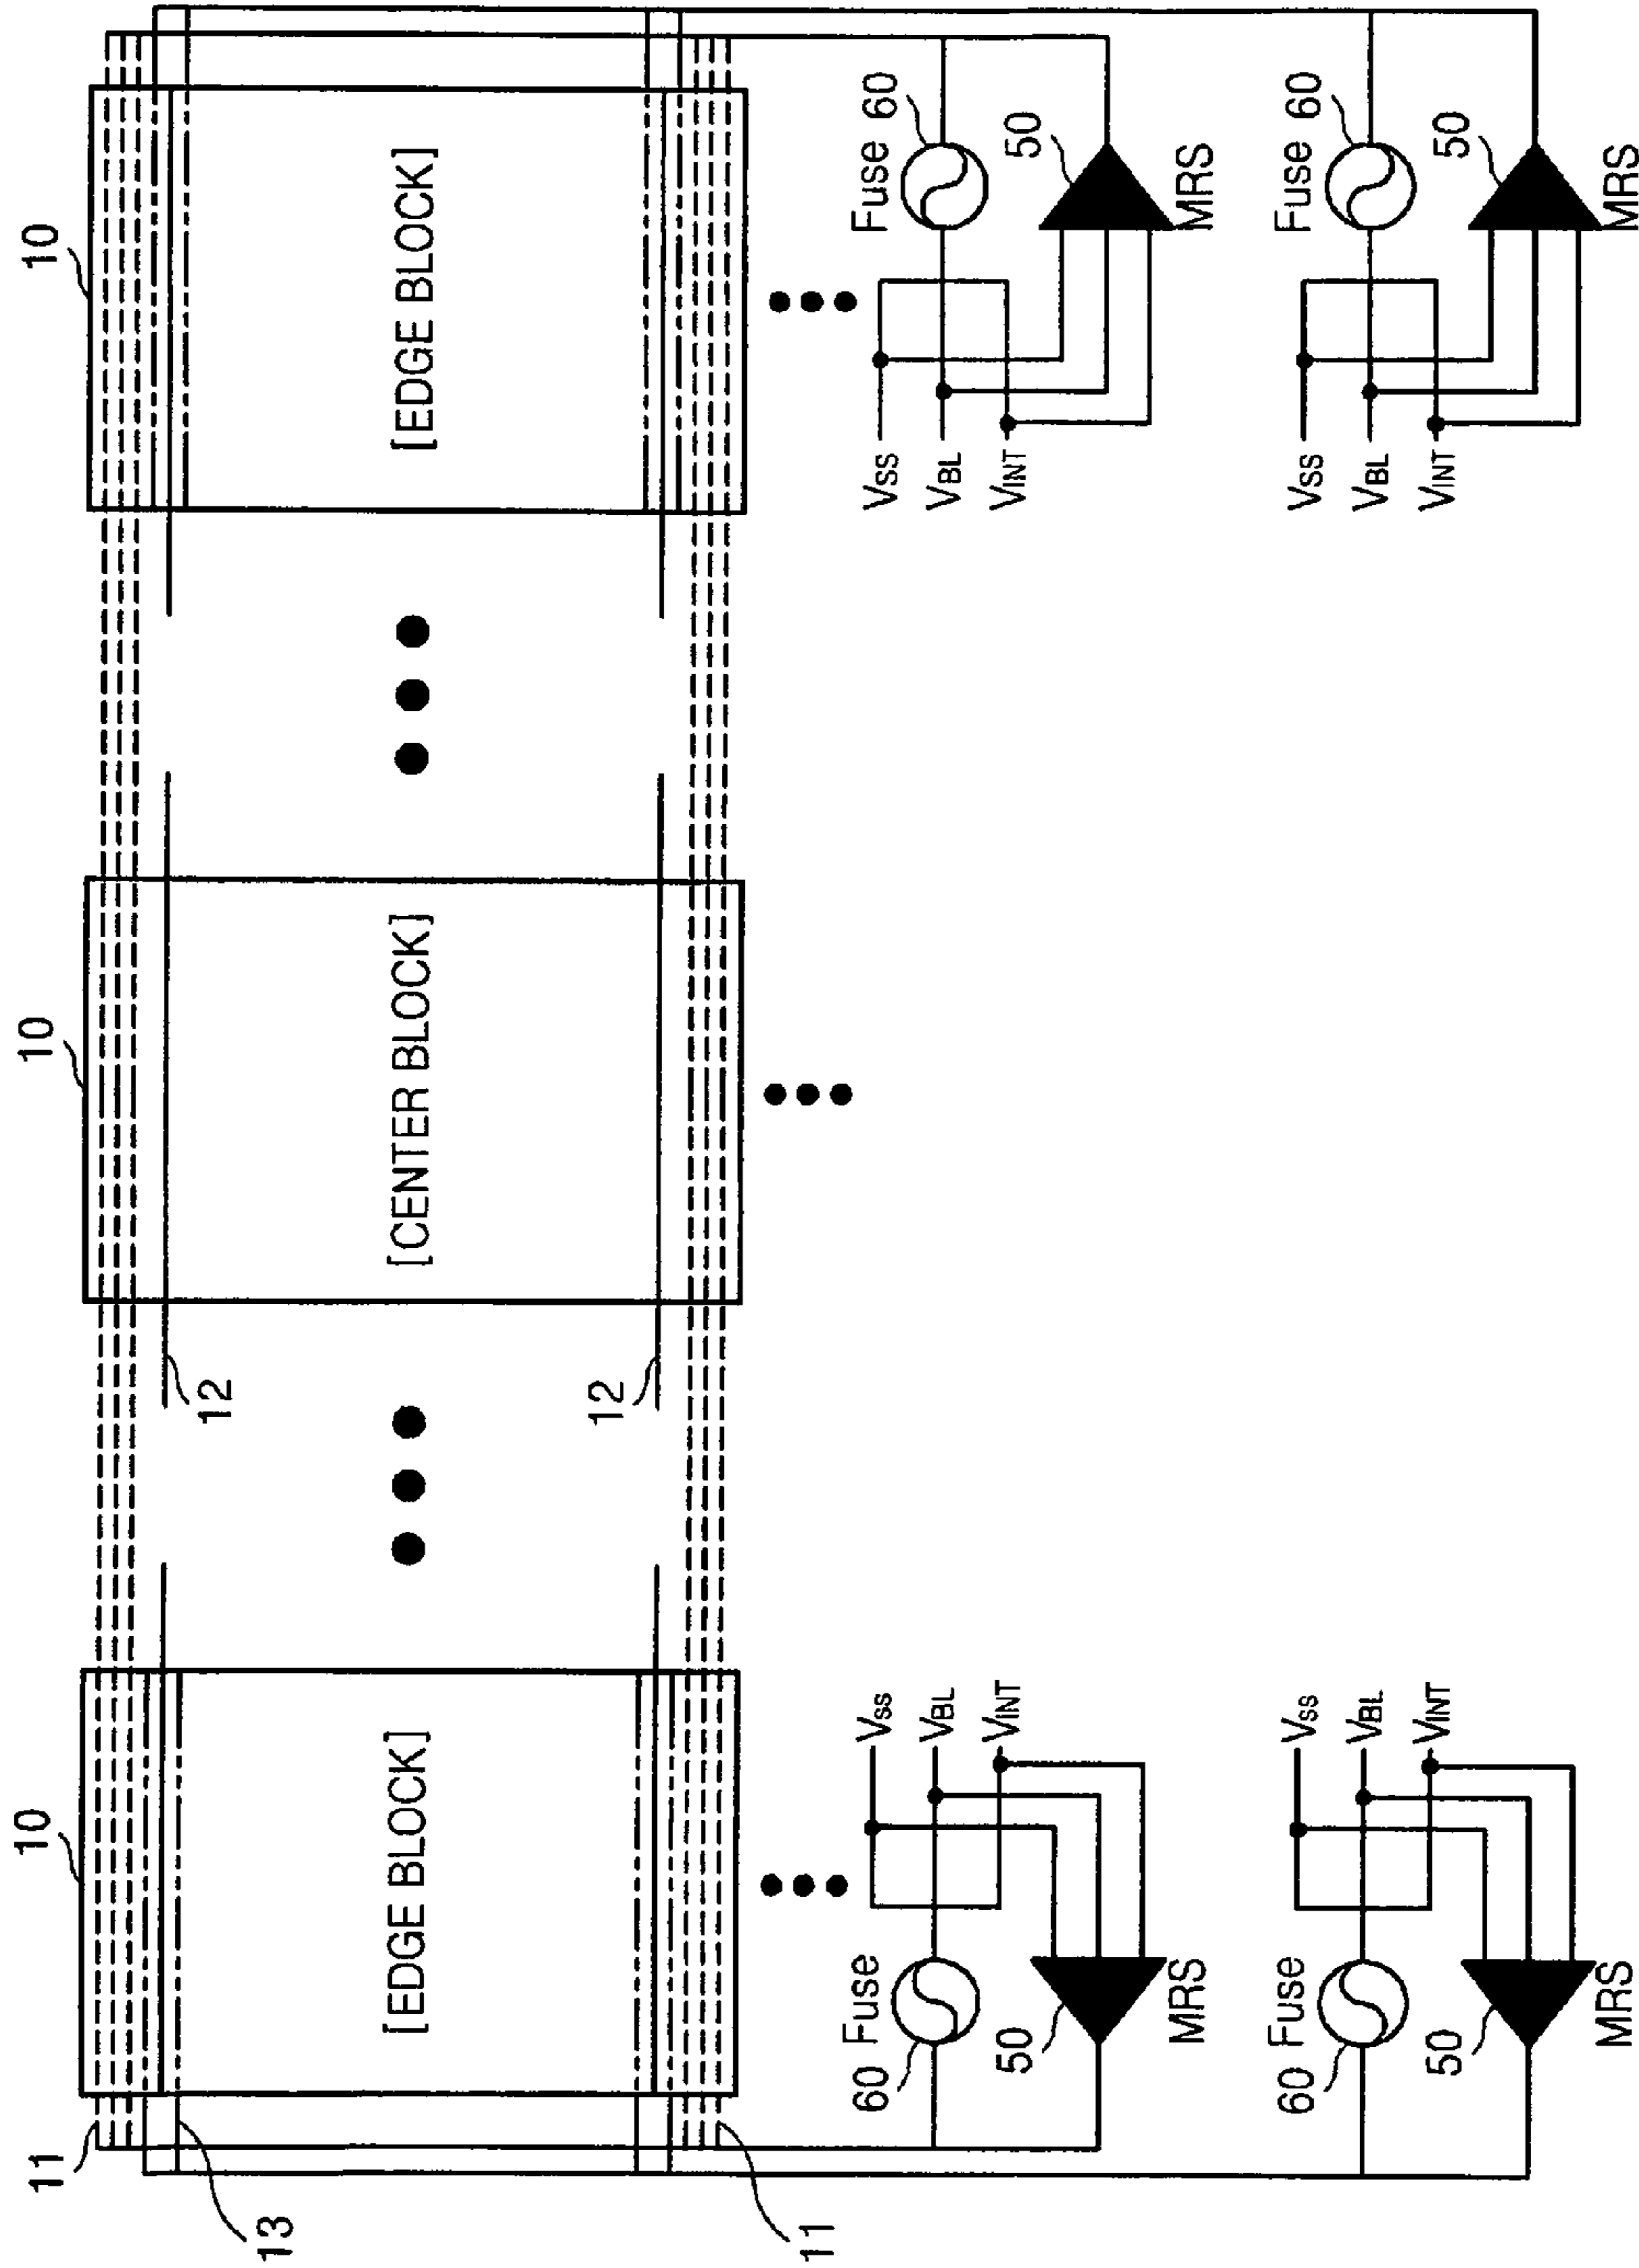 11
10
10
10
12
13
[EDGE BLOCK]
[CENTER BLOCK]
[EDGE BLOCK]
12
11
60 Fuse
Vss
VBL
VINT
50
MRS
VSS
VBL
VINT
Fuse 60
50
MRS
60 Fuse
Vss
VBL
VINT
50
MRS
VSS
VBL
VINT
Fuse 60
50
MRS